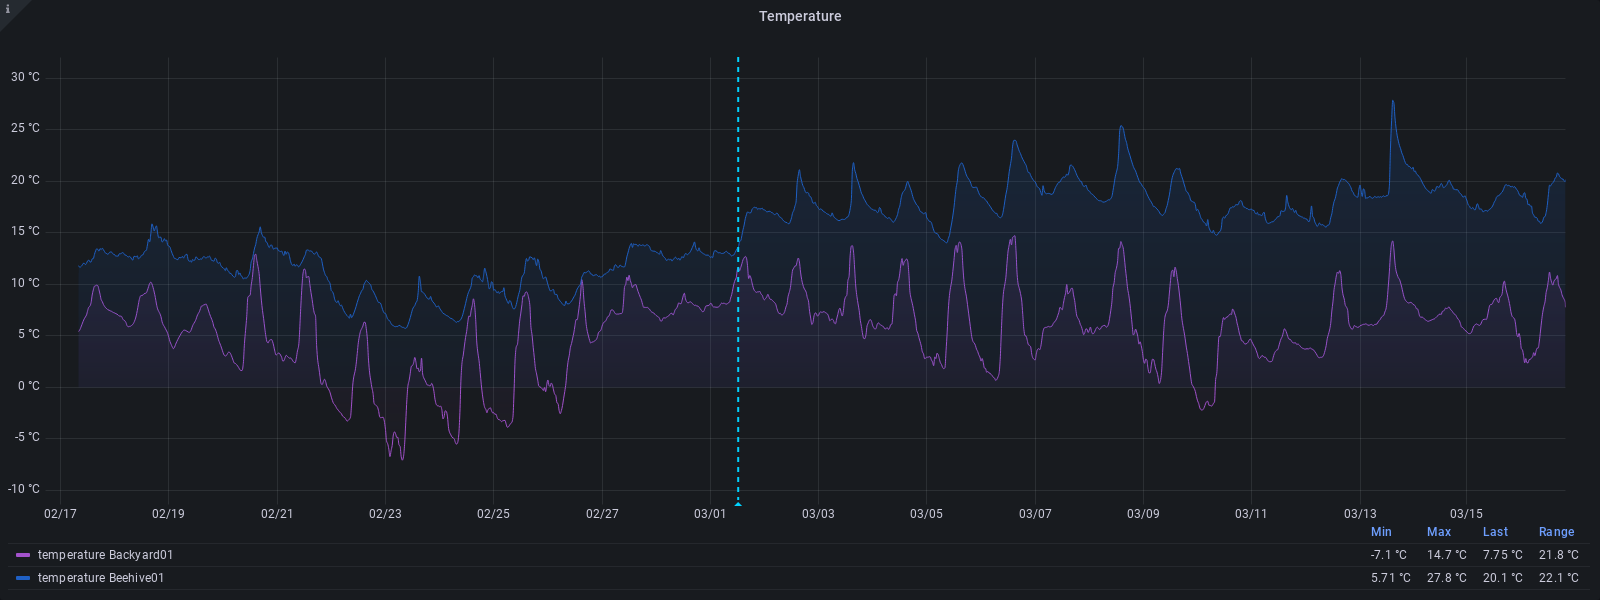 i
Temperature
30 °C
25 °C
20 °C
15 °C
10 °C
5 °C
0 °C
-5 °C
-10 °C
02/17 02/19 02/21 02/23 02/25 02/27 03/01 03/03 03/05 03/07 03/09 03/11 03/13 03/15
Min Max Last Range
temperature Backyard01 -7.1 °C 14.7 °C 7.75 °C 21.8 °C
temperature Beehive01 5.71 °C 27.8 °C 20.1 °C 22.1 °C